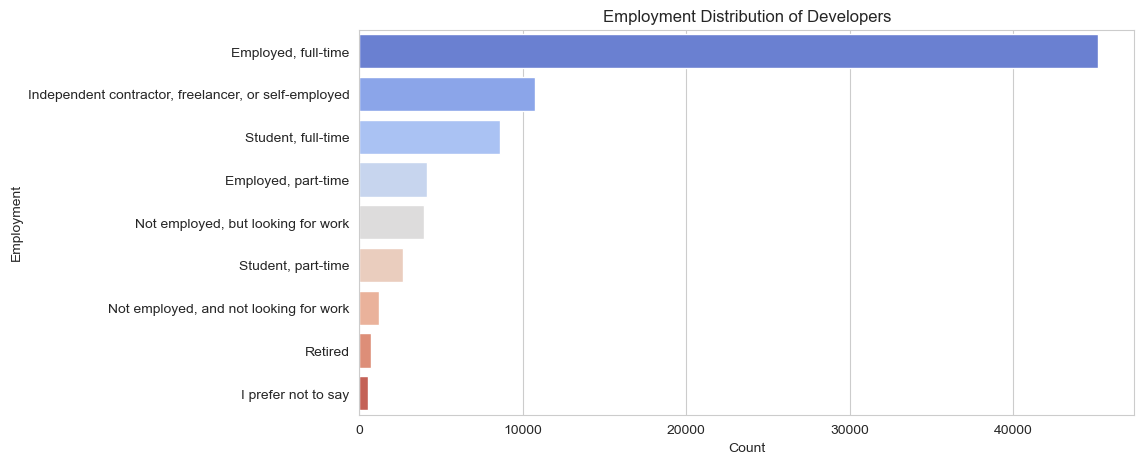 Employment Distribution of Developers
Employment
Employed, full-time
Independent contractor, freelancer, or self-employed
Student, full-time
Employed, part-time
Not employed, but looking for work
Student, part-time
Not employed, and not looking for work
Retired
I prefer not to say
0 10000 20000 30000 40000
Count